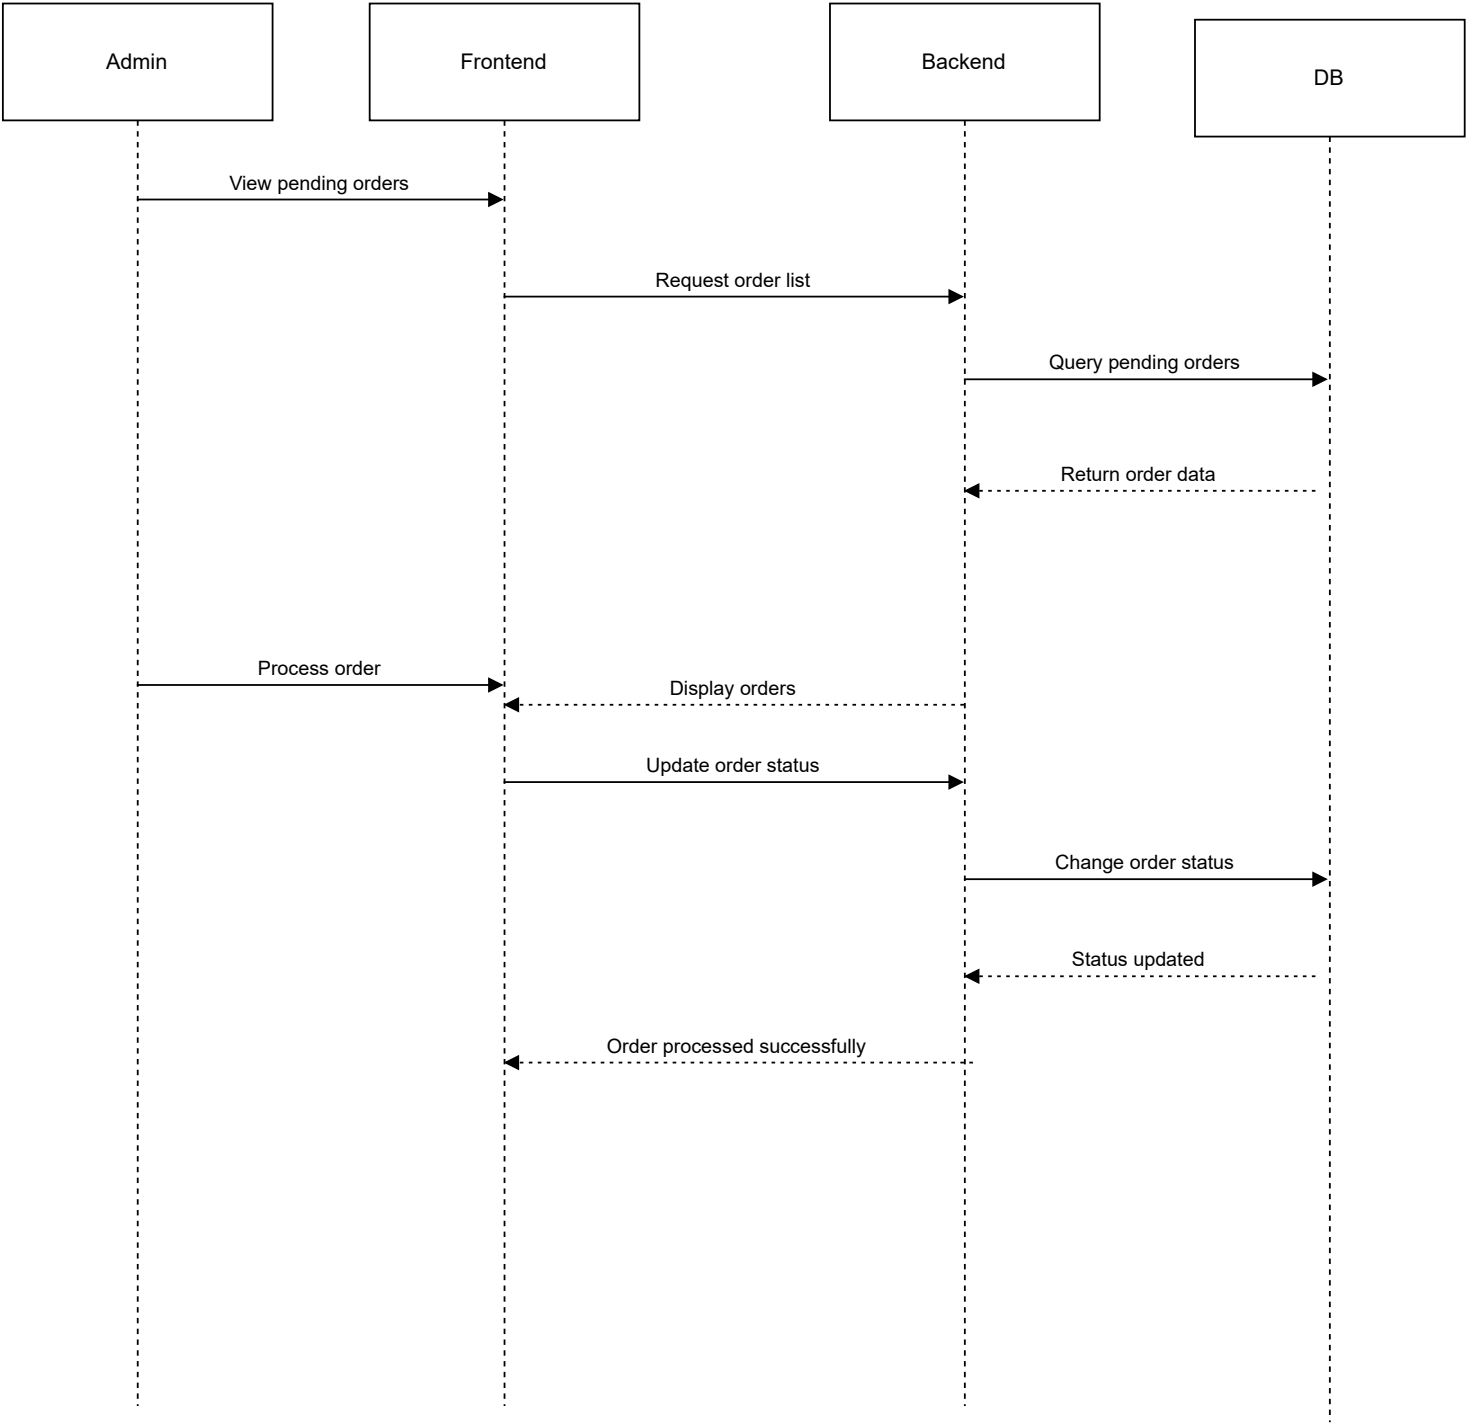 Admin
Frontend
Backend
DB
View pending orders
Request order list
Query pending orders
Return order data
Process order
Display orders
Update order status
Change order status
Status updated
Order processed successfully